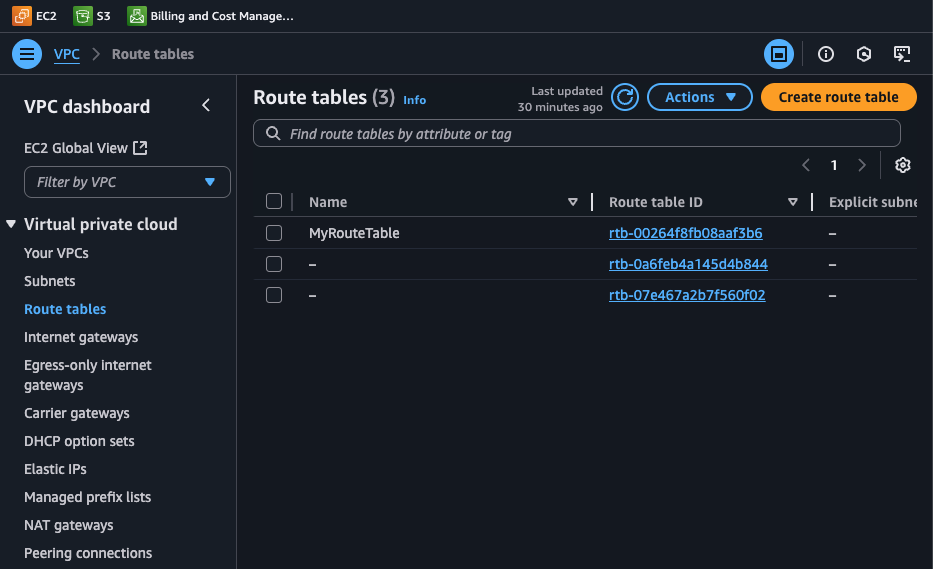 EC2 S3 Billing and Cost Manage...
VPC Route tables
VPC dashboard
EC2 Global View
Filter by VPC
Virtual private cloud
Your VPCs
Subnets
Route tables
Internet gateways
Egress-only internet
gateways
Carrier gateways
DHCP option sets
Elastic IPs
Managed prefix lists
NAT gateways
Peering connections
Route tables (3) Info
Last updated
30 minutes ago
Actions
Create route table
Find route tables by attribute or tag
1
Name Route table ID Explicit subne
MyRouteTable rtb-00264f8fb08aaf3b6 –
– rtb-0a6feb4a145d4b844 –
– rtb-07e467a2b7f560f02 –